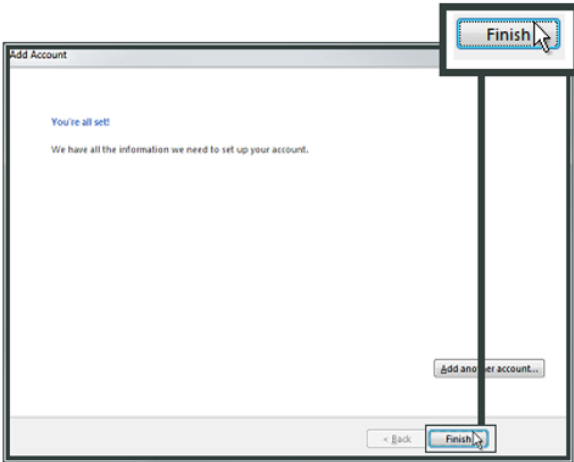 Finish
Add Account
You're all set!
We have all the information we need to set up your account.
Add another account...
< Back
Finish